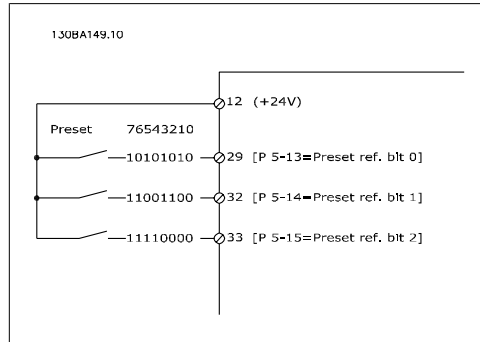 130BA149.10
12 (+24V)
Preset 76543210
10101010 29 [P 5-13=Preset ref. bit 0]
11001100 32 [P 5-14=Preset ref. bit 1]
11110000 33 [P 5-15=Preset ref. bit 2]